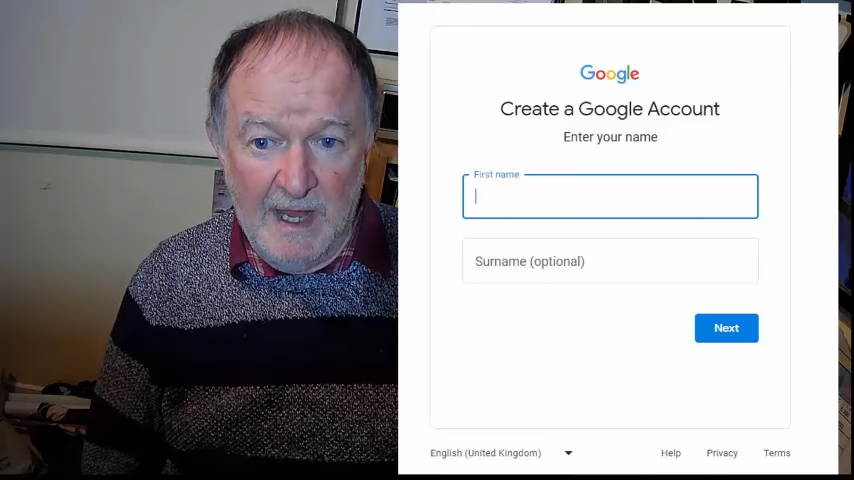 Google
Create a Google Account
Enter your name
First name
Surname (optional)
Next
English (United Kingdom)
Help Privacy Terms